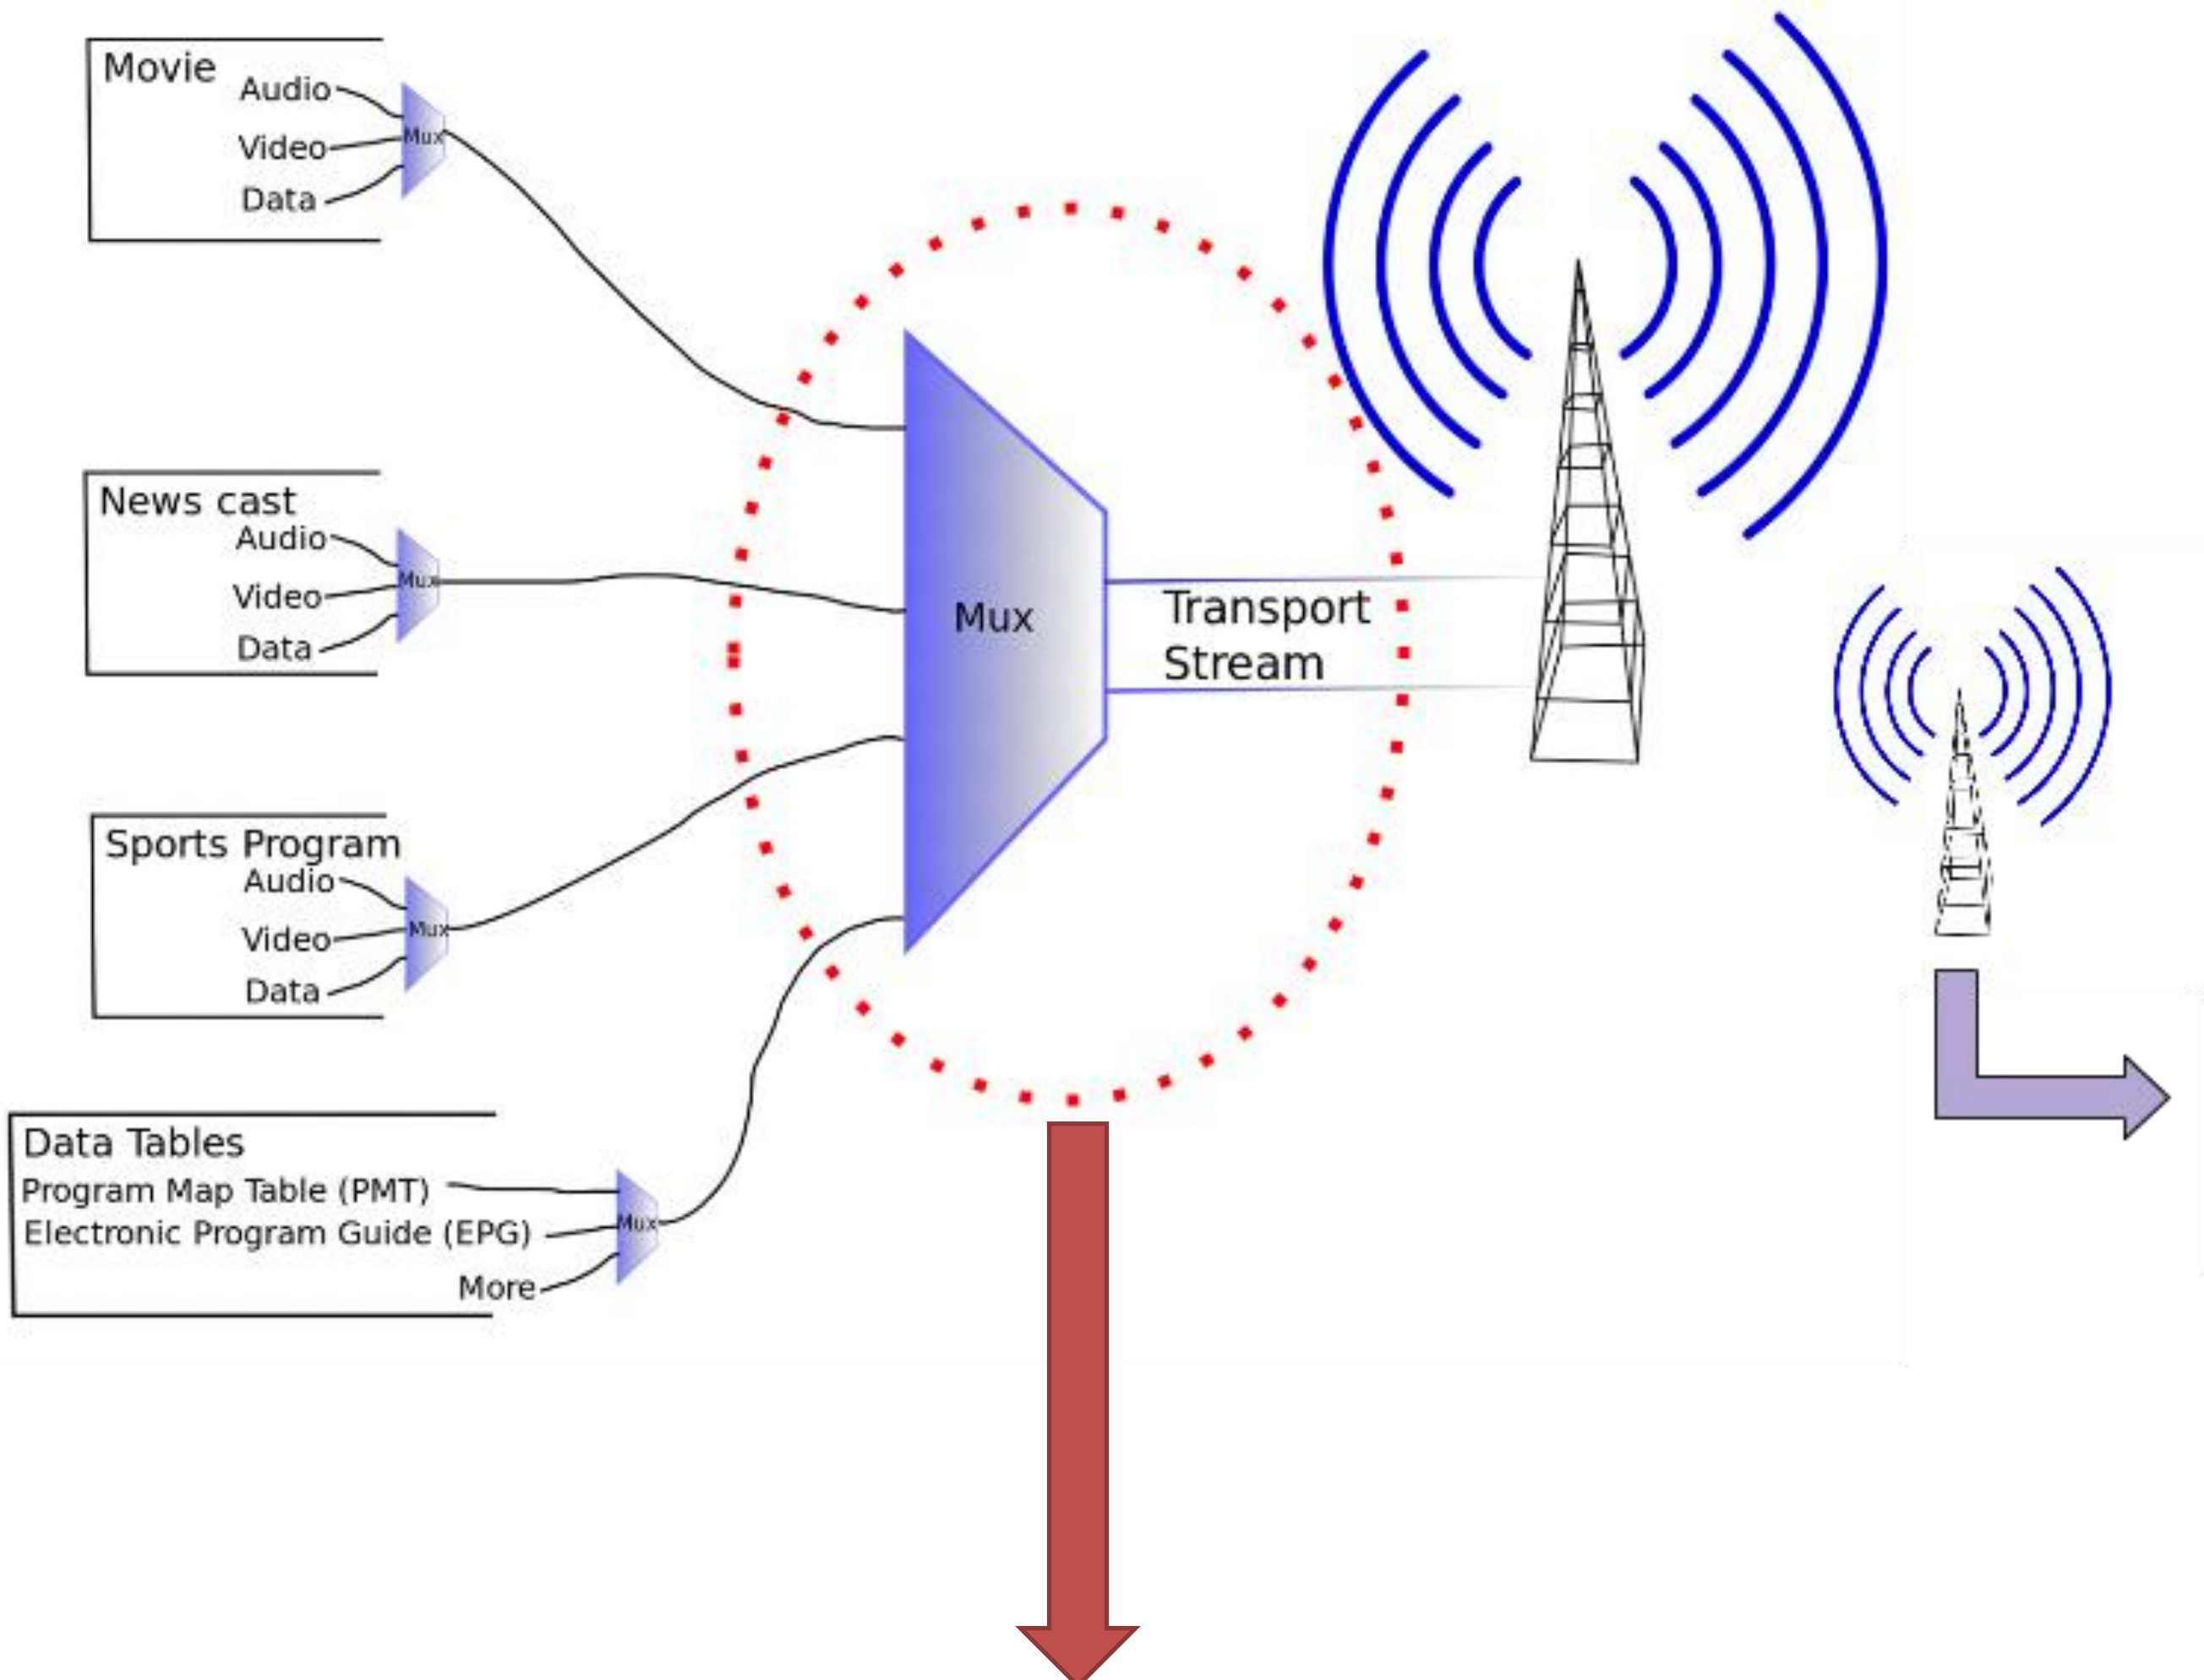 Movie
Audio
Mux
Video
Data
News cast
Audio
Mux
Video
Data
Mux
Transport
Stream
Sports Program
Audio
Mux
Video
Data
Data Tables
Program Map Table (PMT)
Mux
Electronic Program Guide (EPG)
More